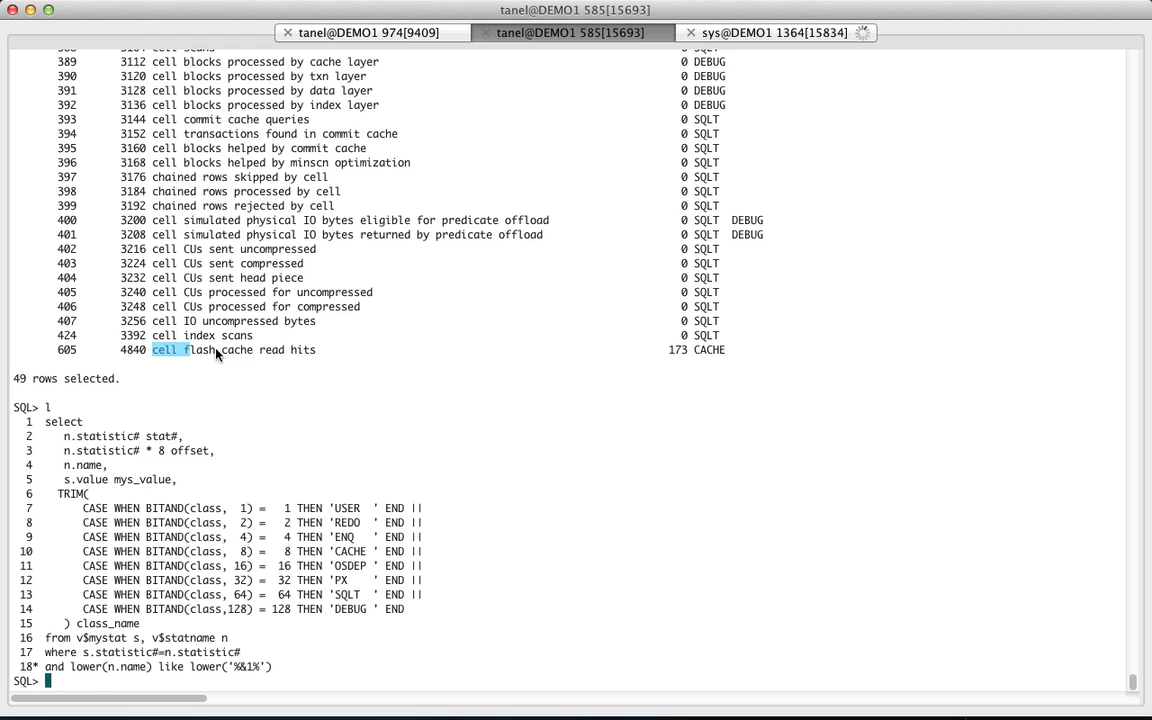 tanel@DEMO1 585[15693]
tanel@DEMO1 974[9409] tanel@DEMO1 585[15693] sys@DEMO1 1364[15834]
389 3112 cell blocks processed by cache layer 0 DEBUG
390 3120 cell blocks processed by txn layer 0 DEBUG
391 3128 cell blocks processed by data layer 0 DEBUG
392 3136 cell blocks processed by index layer 0 DEBUG
393 3144 cell commit cache queries 0 SQLT
394 3152 cell transactions found in commit cache 0 SQLT
395 3160 cell blocks helped by commit cache 0 SQLT
396 3168 cell blocks helped by minscn optimization 0 SQLT
397 3176 chained rows skipped by cell 0 SQLT
398 3184 chained rows processed by cell 0 SQLT
399 3192 chained rows rejected by cell 0 SQLT
400 3200 cell simulated physical IO bytes eligible for predicate offload 0 SQLT DEBUG
401 3208 cell simulated physical IO bytes returned by predicate offload 0 SQLT DEBUG
402 3216 cell CUs sent uncompressed 0 SQLT
403 3224 cell CUs sent compressed 0 SQLT
404 3232 cell CUs sent head piece 0 SQLT
405 3240 cell CUs processed for uncompressed 0 SQLT
406 3248 cell CUs processed for compressed 0 SQLT
407 3256 cell IO uncompressed bytes 0 SQLT
424 3392 cell index scans 0 SQLT
605 4840 cell flash cache read hits 173 CACHE
49 rows selected.
SQL> l
1 select
2 n.statistic# stat#,
3 n.statistic# * 8 offset,
4 n.name,
5 s.value mys_value,
6 TRIM(
7 CASE WHEN BITAND(class, 1) = 1 THEN 'USER ' END ||
8 CASE WHEN BITAND(class, 2) = 2 THEN 'REDO ' END ||
9 CASE WHEN BITAND(class, 4) = 4 THEN 'ENQ ' END ||
10 CASE WHEN BITAND(class, 8) = 8 THEN 'CACHE ' END ||
11 CASE WHEN BITAND(class, 16) = 16 THEN 'OSDEP ' END ||
12 CASE WHEN BITAND(class, 32) = 32 THEN 'PX ' END ||
13 CASE WHEN BITAND(class, 64) = 64 THEN 'SQLT ' END ||
14 CASE WHEN BITAND(class,128) = 128 THEN 'DEBUG ' END
15 ) class_name
16 from v$mystat s, v$statname n
17 where s.statistic#=n.statistic#
18* and lower(n.name) like lower('%&1%')
SQL>